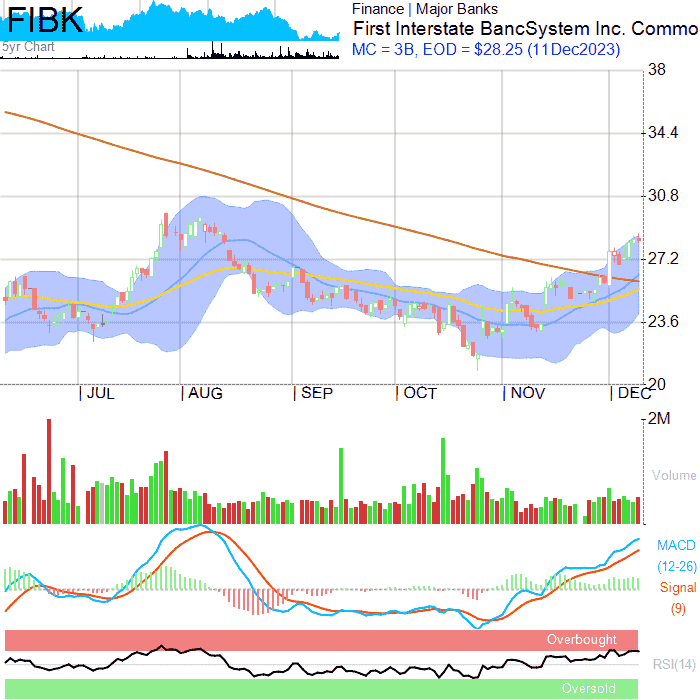 FIBK
5yr Chart
Finance | Major Banks
First Interstate BancSystem Inc. Commo
MC = 3B, EOD = $28.25 (11Dec2023)
38
34.4
30.8
27.2
23.6
20
JUL AUG SEP OCT NOV DEC
2M
Volume
MACD
(12-26)
Signal
(9)
Overbought
RSI(14)
Oversold